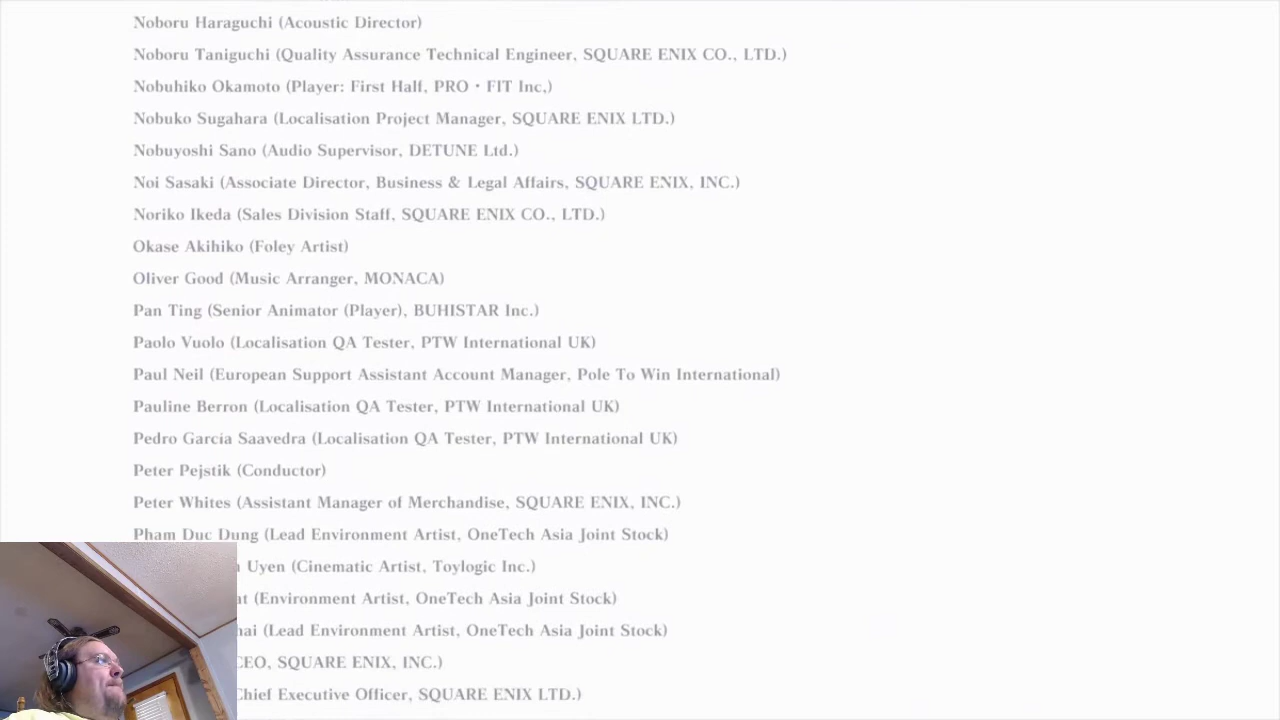 Noboru Haraguchi (Acoustic Director)
Noboru Taniguchi (Quality Assurance Technical Engineer, SQUARE ENIX CO., LTD.)
Nobuhiko Okamoto (Player: First Half, PRO・FIT Inc,)
Nobuko Sugahara (Localisation Project Manager, SQUARE ENIX LTD.)
Nobuyoshi Sano (Audio Supervisor, DETUNE Ltd.)
Noi Sasaki (Associate Director, Business & Legal Affairs, SQUARE ENIX, INC.)
Noriko Ikeda (Sales Division Staff, SQUARE ENIX CO., LTD.)
Okase Akihiko (Foley Artist)
Oliver Good (Music Arranger, MONACA)
Pan Ting (Senior Animator (Player), BUHISTAR Inc.)
Paolo Vuolo (Localisation QA Tester, PTW International UK)
Paul Neil (European Support Assistant Account Manager, Pole To Win International)
Pauline Berron (Localisation QA Tester, PTW International UK)
Pedro García Saavedra (Localisation QA Tester, PTW International UK)
Peter Pejstik (Conductor)
Peter Whites (Assistant Manager of Merchandise, SQUARE ENIX, INC.)
Pham Duc Dung (Lead Environment Artist, OneTech Asia Joint Stock)
Uyen (Cinematic Artist, Toylogic Inc.)
(Environment Artist, OneTech Asia Joint Stock)
(Lead Environment Artist, OneTech Asia Joint Stock)
CEO, SQUARE ENIX, INC.)
Chief Executive Officer, SQUARE ENIX LTD.)